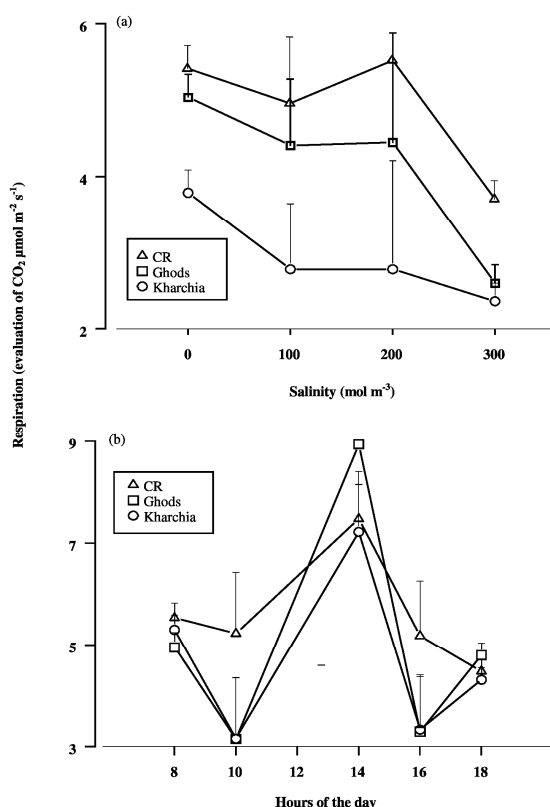 Respiration (evaluation of CO₂ μmol m⁻² s⁻¹)
(a)
6
4
2
CR
Ghods
Kharchia
0 100 200 300
Salinity (mol m⁻³)
(b)
9
7
5
3
CR
Ghods
Kharchia
8 10 12 14 16 18
Hours of the day